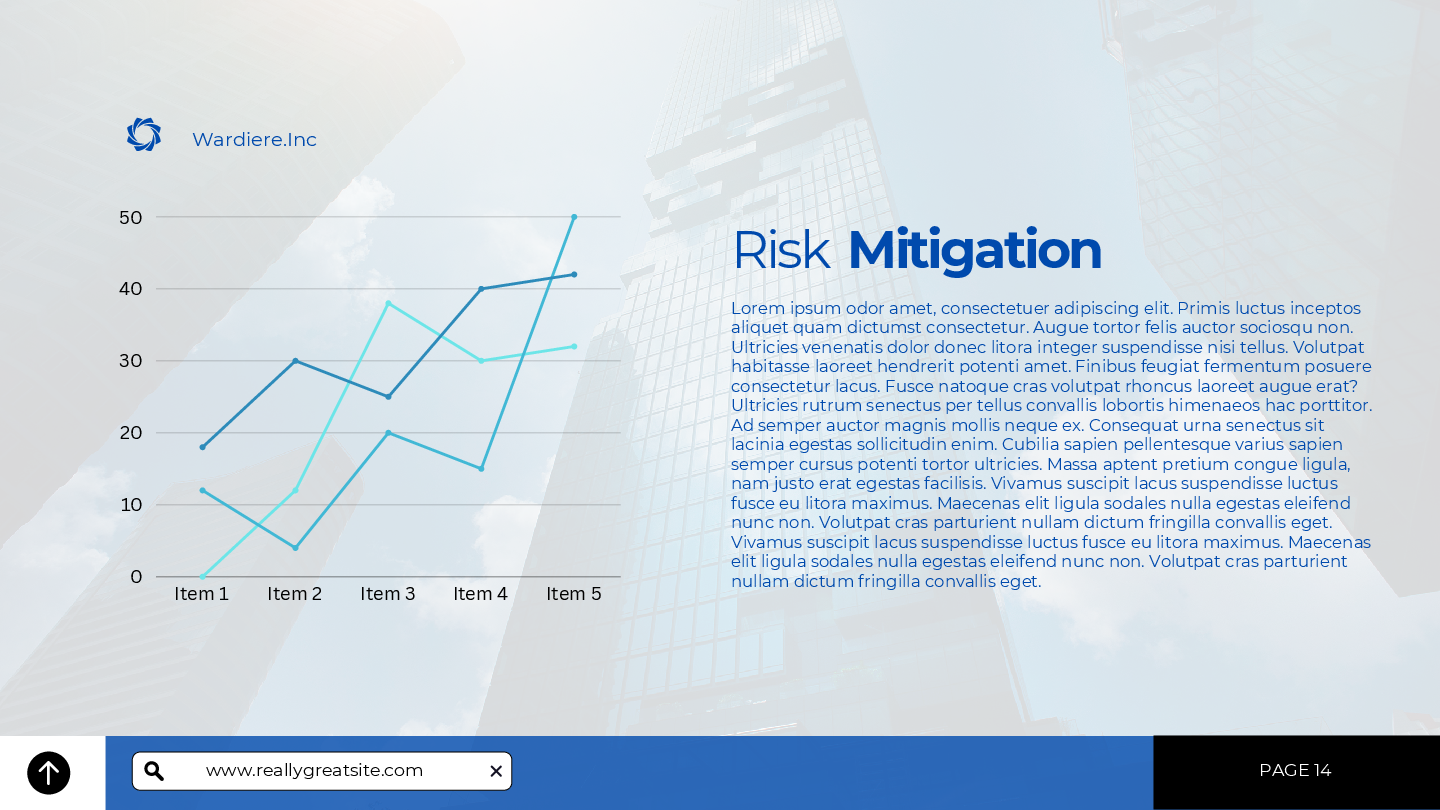 Wardiere.Inc
50
40
30
20
10
0
Item 1 Item 2 Item 3 Item 4 Item 5
Risk Mitigation
Lorem ipsum odor amet, consectetuer adipiscing elit. Primis luctus inceptos
aliquet quam dictumst consectetur. Augue tortor felis auctor sociosqu non.
Ultricies venenatis dolor donec litora integer suspendisse nisi tellus. Volutpat
habitasse laoreet hendrerit potenti amet. Finibus feugiat fermentum posuere
consectetur lacus. Fusce natoque cras volutpat rhoncus laoreet augue erat?
Ultricies rutrum senectus per tellus convallis lobortis himenaeos hac porttitor.
Ad semper auctor magnis mollis neque ex. Consequat urna senectus sit
lacinia egestas sollicitudin enim. Cubilia sapien pellentesque varius sapien
semper cursus potenti tortor ultricies. Massa aptent pretium congue ligula,
nam justo erat egestas facilisis. Vivamus suscipit lacus suspendisse luctus
fusce eu litora maximus. Maecenas elit ligula sodales nulla egestas eleifend
nunc non. Volutpat cras parturient nullam dictum fringilla convallis eget.
Vivamus suscipit lacus suspendisse luctus fusce eu litora maximus. Maecenas
elit ligula sodales nulla egestas eleifend nunc non. Volutpat cras parturient
nullam dictum fringilla convallis eget.
www.reallygreatsite.com
PAGE 14